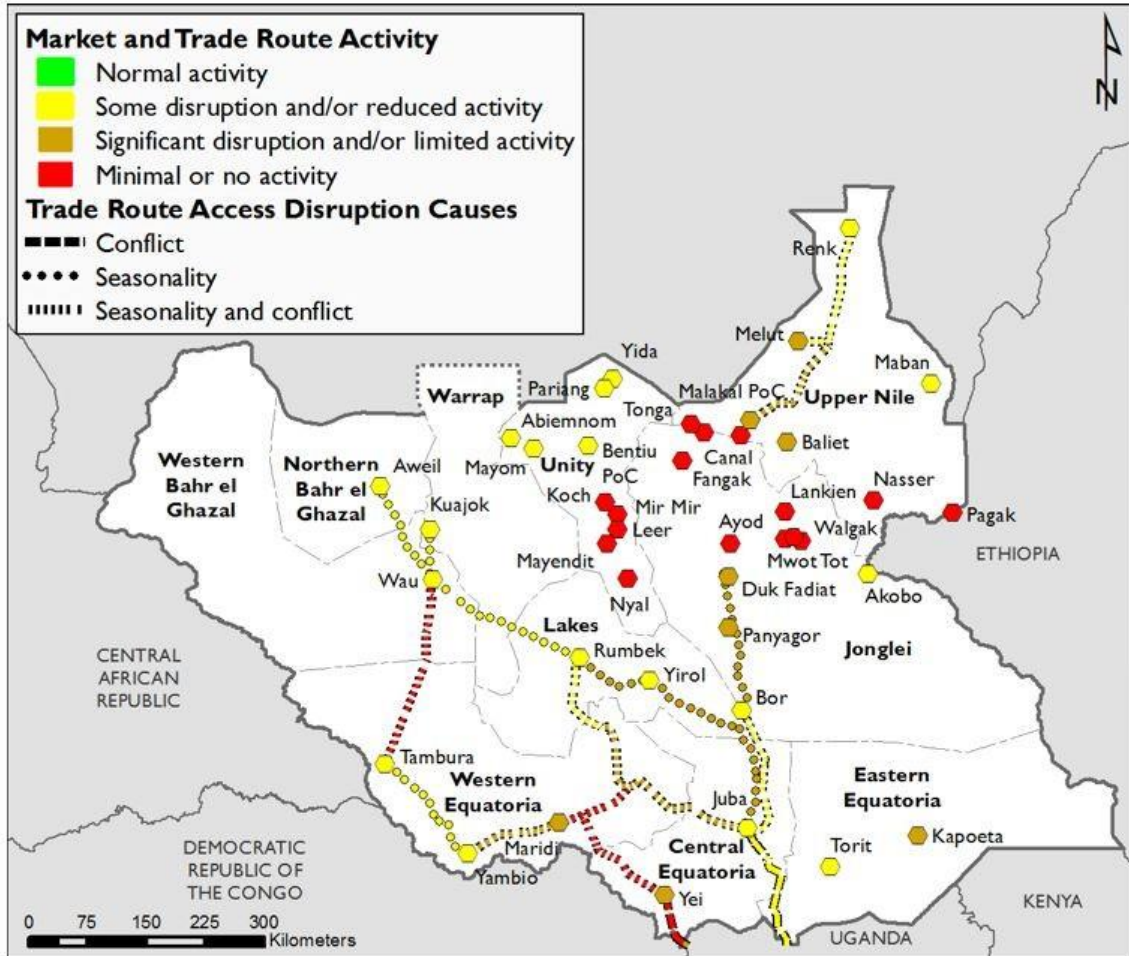 Market and Trade Route Activity
Normal activity
Some disruption and/or reduced activity
Significant disruption and/or limited activity
Minimal or no activity
Trade Route Access Disruption Causes
Conflict
Seasonality
Seasonality and conflict
N
Renk
Melut
Maban
Yida
Pariang
Malakal PoC
Warrap
Tonga
Upper Nile
Abiemnom
Baliet
Western
Bahr el
Ghazal
Northern
Bahr el
Ghazal
Aweil
Mayom
Unity
Bentiu
PoC
Canal
Fangak
Kuajok
Koch
Mir Mir
Leer
Lankien
Nasser
Ayod
Walgak
Pagak
Mayendit
Mwot Tot
ETHIOPIA
Wau
Nyal
Duk Fadiat
Akobo
Lakes
Panyagor
Rumbek
Jonglei
CENTRAL
AFRICAN
REPUBLIC
Yirol
Bor
Tambura
Western
Equatoria
Juba
Eastern
Equatoria
Maridi
Kapoeta
DEMOCRATIC
REPUBLIC OF
THE CONGO
Yambio
Central
Equatoria
Torit
Yei
KENYA
UGANDA
0 75 150 225 300
Kilometers